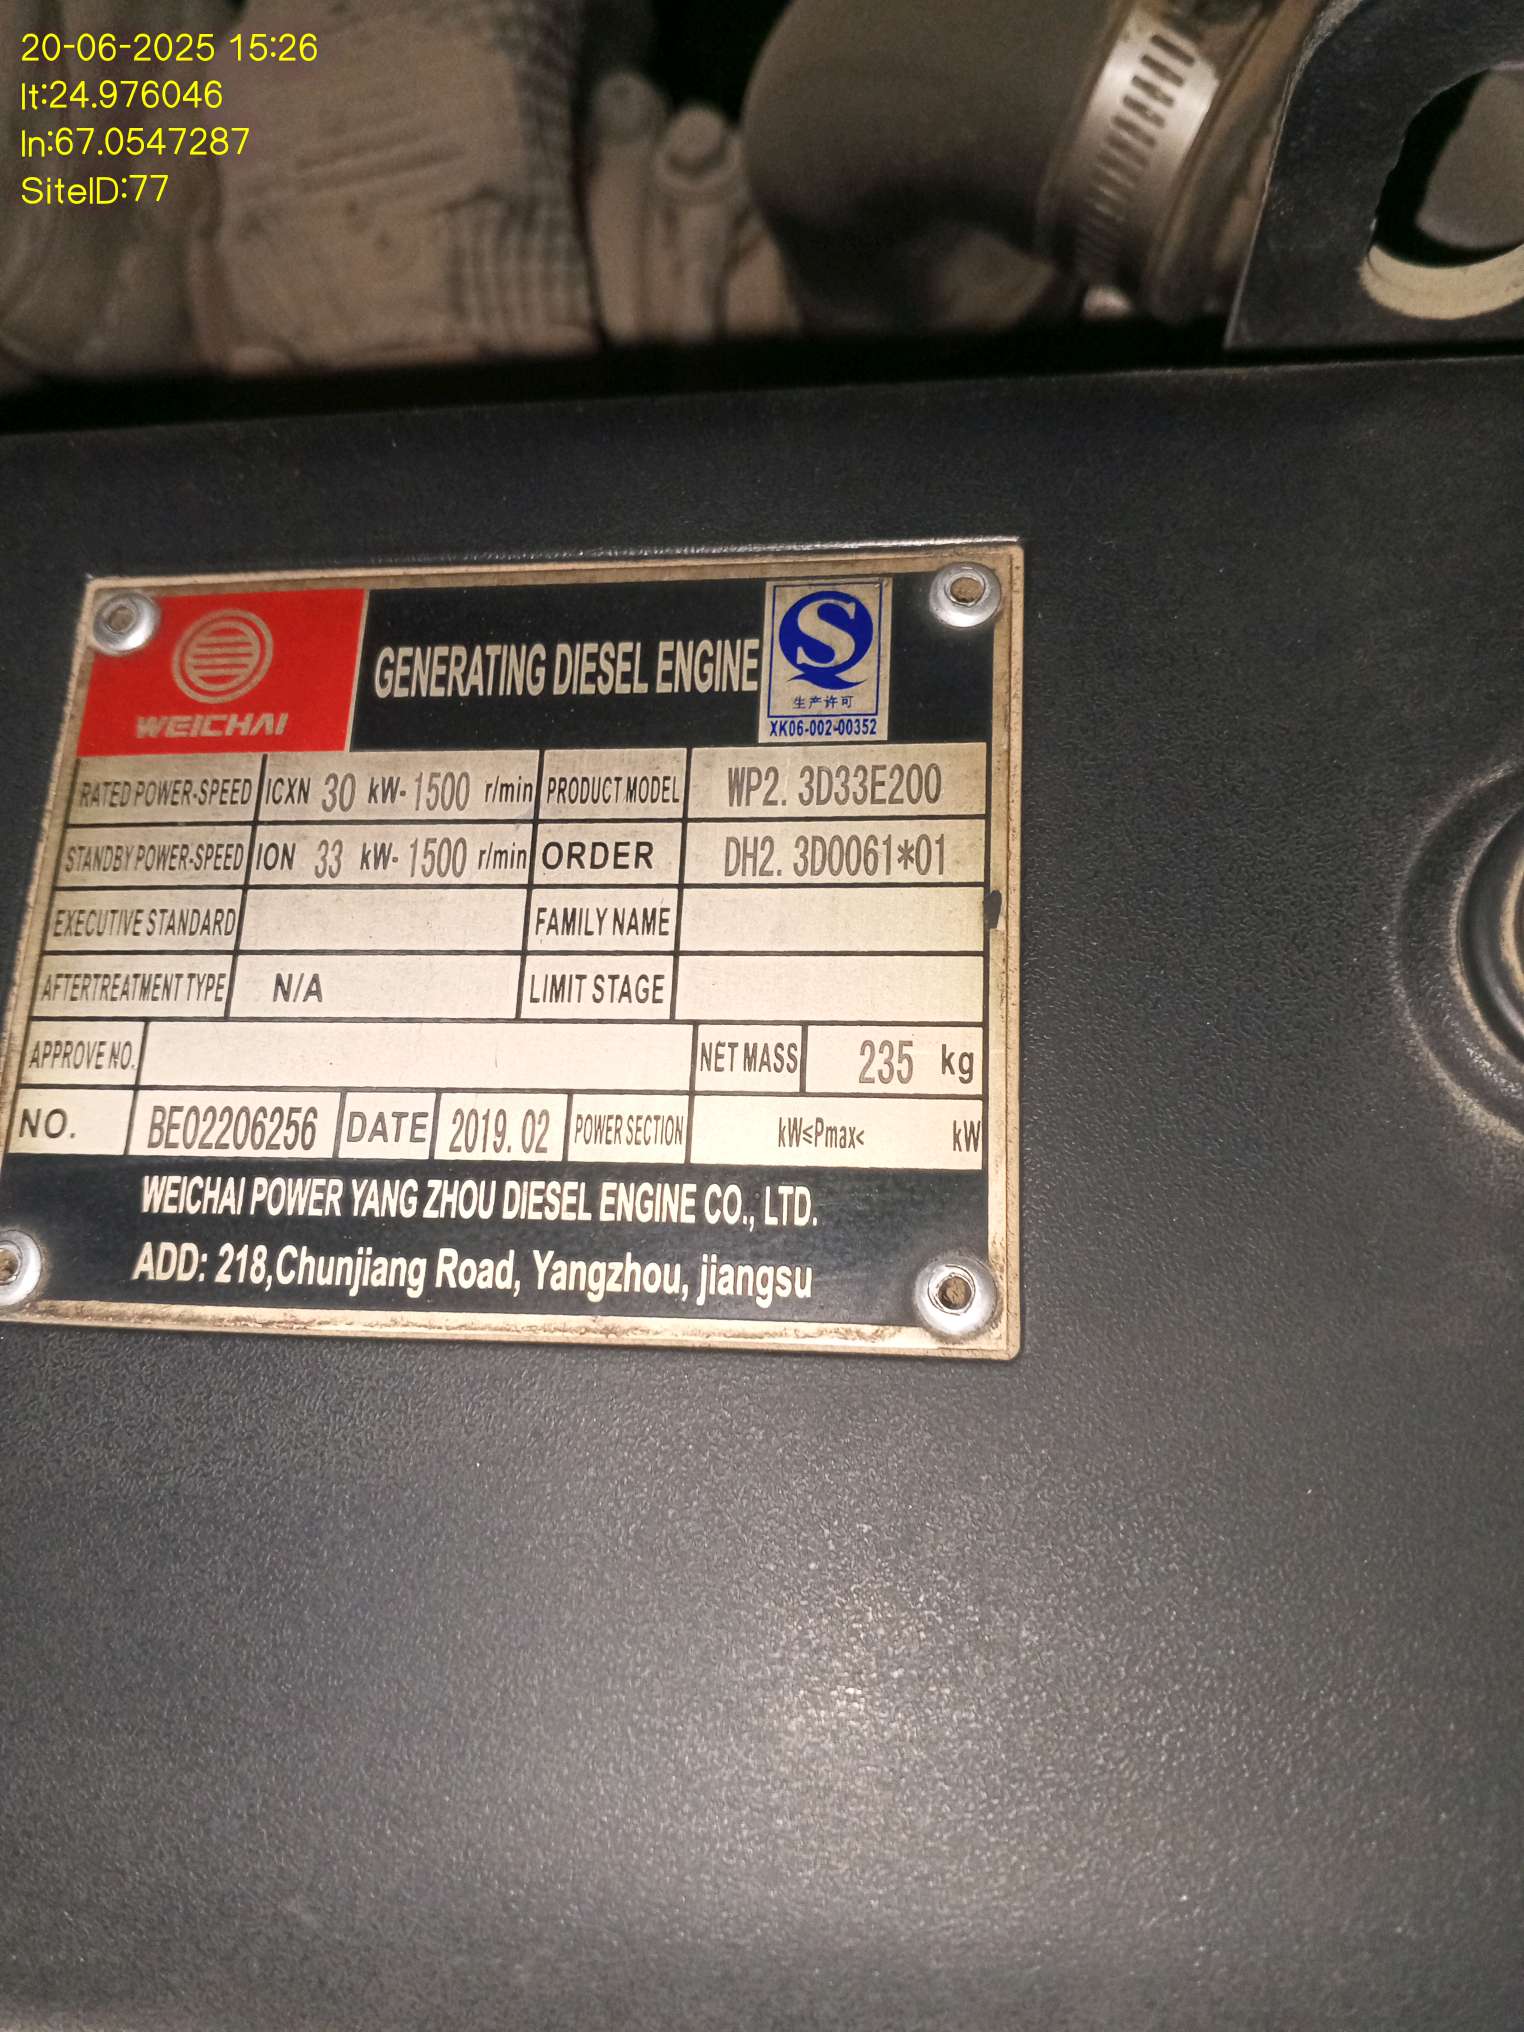 20-06-2025 15:26
lt:24.976046
ln:67.0547287
SiteID:77
WEICHAI
GENERATING DIESEL ENGINE
S
生产许可
XK06-002-00352
RATED POWER-SPEED ICXN 30 kW- 1500 r/min PRODUCT MODEL WP2. 3D33E200
STANDBY POWER-SPEED ION 33 kW- 1500 r/min ORDER DH2. 3D0061*01
EXECUTIVE STANDARD FAMILY NAME
AFTERTREATMENT TYPE N/A LIMIT STAGE
APPROVE NO. NET MASS 235 kg
NO. BE02206256 DATE 2019. 02 POWER SECTION kW≤Pmax< kW
WEICHAI POWER YANG ZHOU DIESEL ENGINE CO., LTD.
ADD: 218,Chunjiang Road, Yangzhou, jiangsu